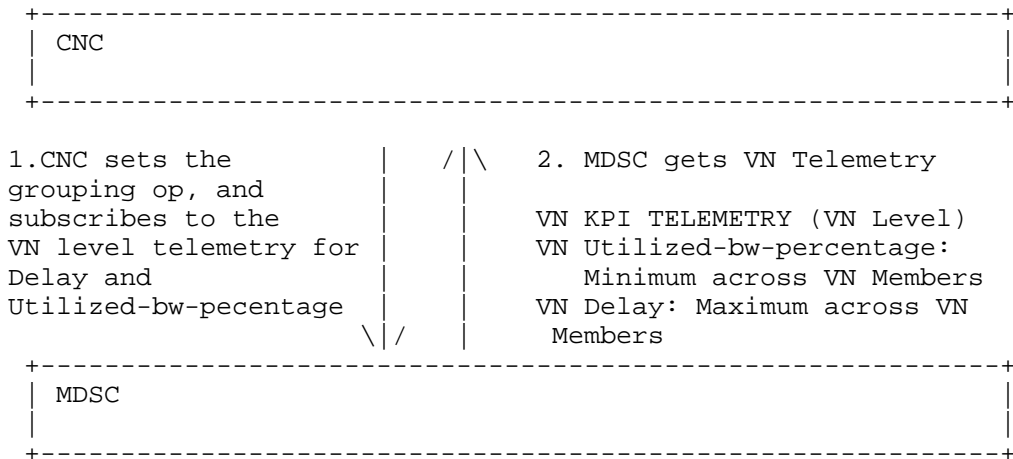 CNC
1.CNC sets the
grouping op, and
subscribes to the
VN level telemetry for
Delay and
Utilized-bw-pecentage
2. MDSC gets VN Telemetry
VN KPI TELEMETRY (VN Level)
VN Utilized-bw-percentage:
Minimum across VN Members
VN Delay: Maximum across VN
Members
MDSC